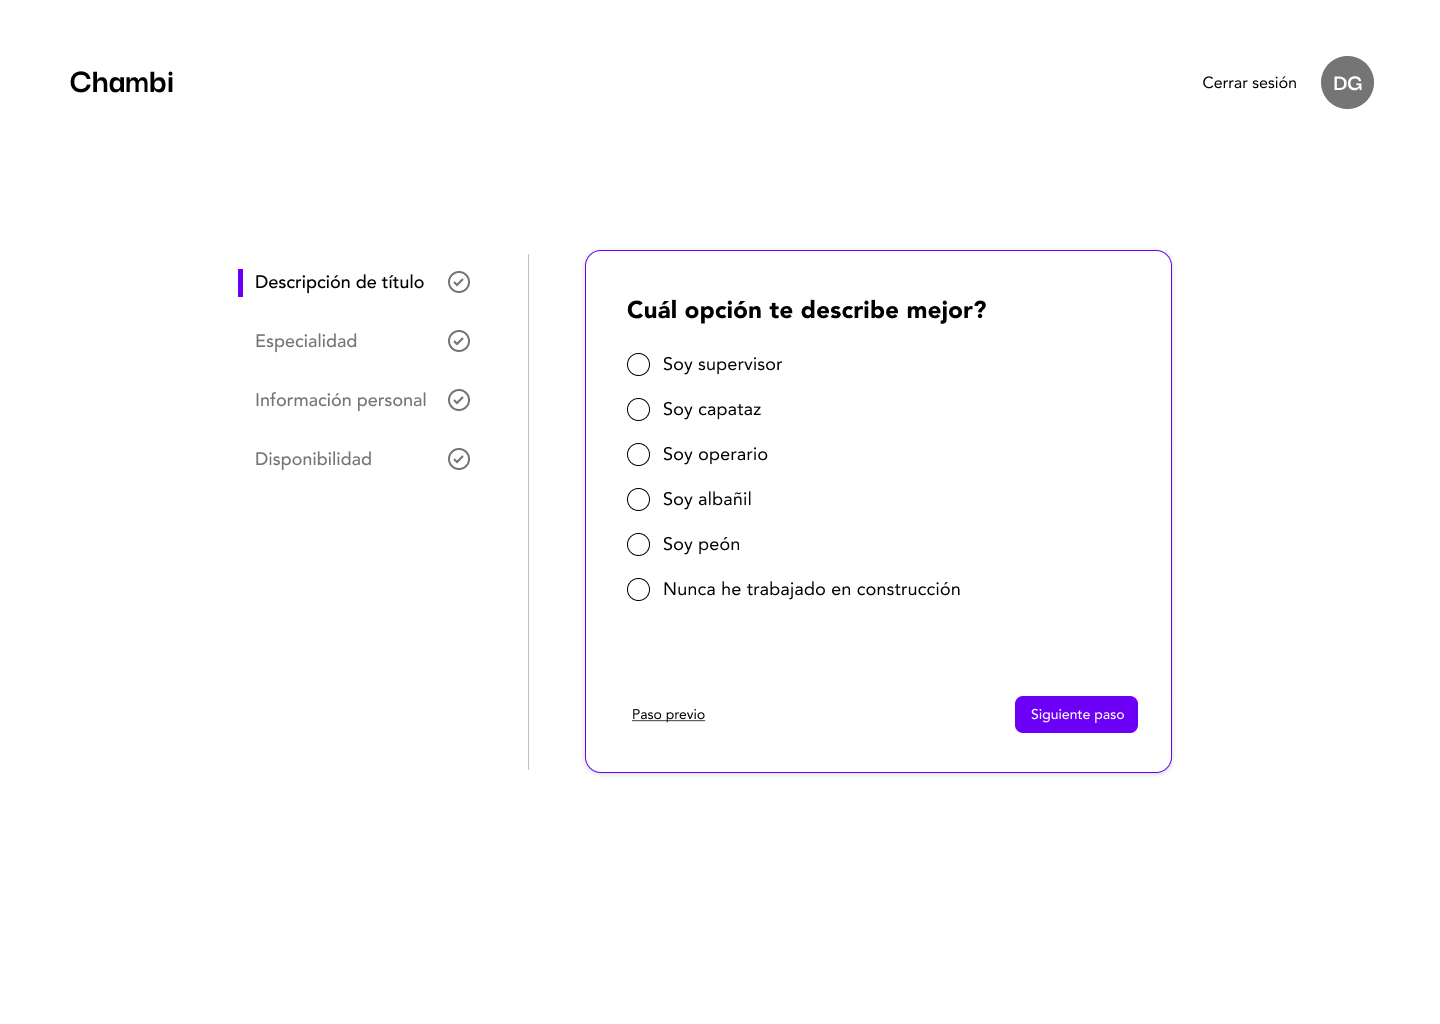 Chambi
Cerrar sesión
DG
Descripción de título
Especialidad
Información personal
Disponibilidad
Cuál opción te describe mejor?
Soy supervisor
Soy capataz
Soy operario
Soy albañil
Soy peón
Nunca he trabajado en construcción
Paso previo
Siguiente paso